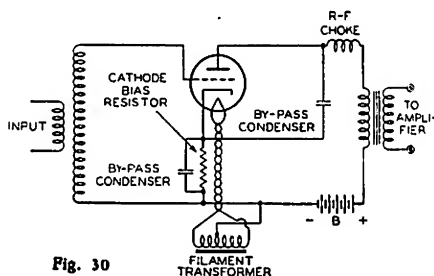 R-F
CHOKE
CATHODE
BIAS
RESISTOR
BY-PASS
CONDENSER
INPUT
TO
AMPLI-
FIER
BY-PASS
CONDENSER
- B +
Fig. 30
FILAMENT
TRANSFORMER